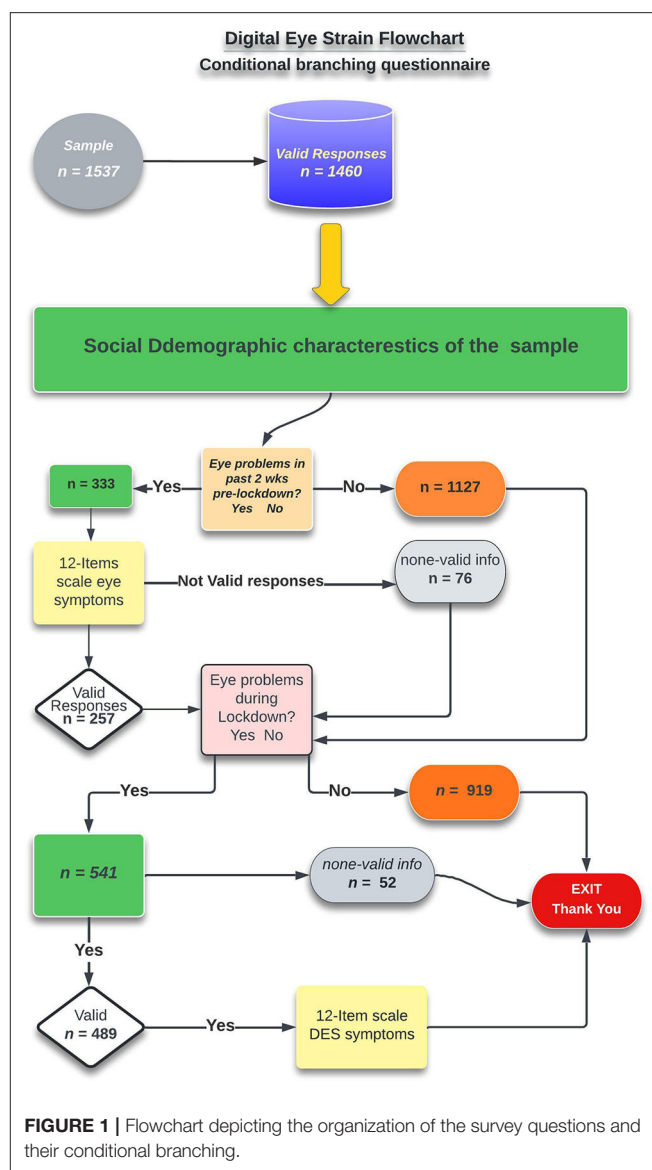 Digital Eye Strain Flowchart
Conditional branching questionnaire
Sample
n = 1537
Valid Responses
n = 1460
Social Ddemographic characterestics of the sample
n = 333
Yes
Eye problems in
past 2 wks
pre-lockdown?
Yes No
No
n = 1127
12-Items
scale eye
symptoms
Not Valid responses
none-valid info
n = 76
Valid
Responses
n = 257
Eye problems
during
Lockdown?
Yes No
Yes
No
n = 919
n = 541
none-valid info
n = 52
EXIT
Thank You
Yes
Valid
n = 489
Yes
12-Item scale
DES symptoms
FIGURE 1 | Flowchart depicting the organization of the survey questions and
their conditional branching.